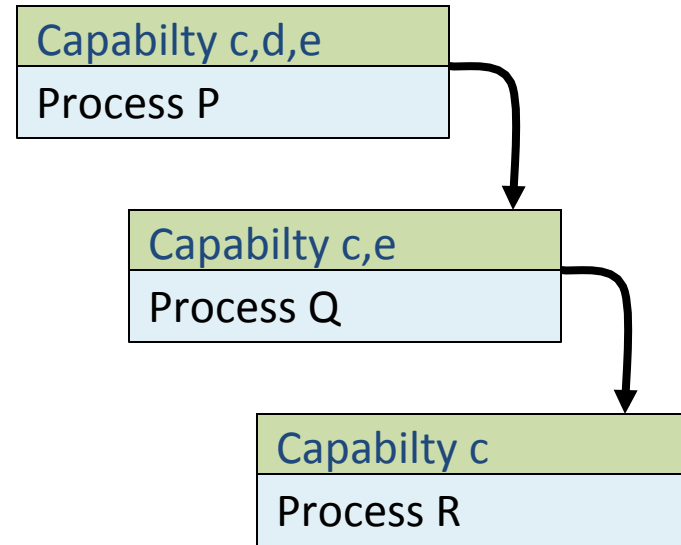 Capabilty c,d,e
Process P
Capabilty c,e
Process Q
Capabilty c
Process R